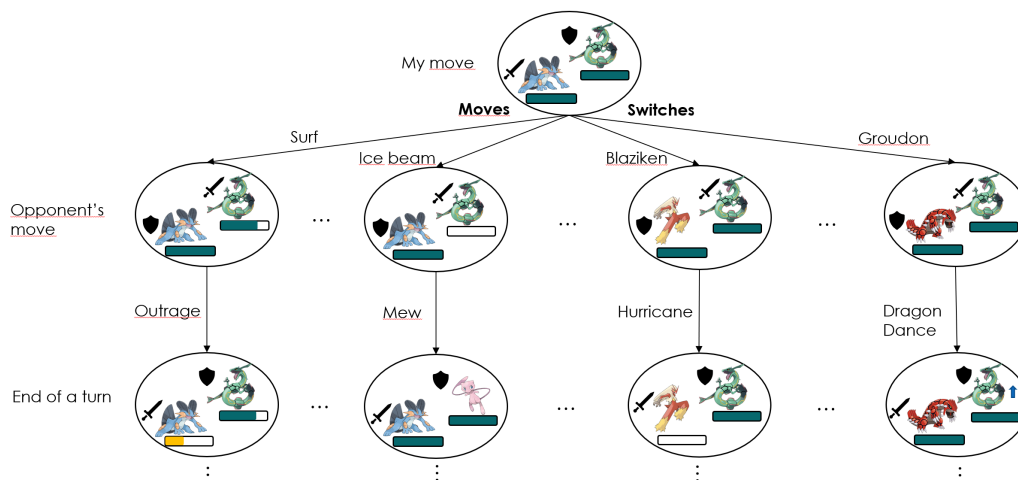 My move
Moves
Switches
Surf
Ice beam
Blaziken
Groudon
Opponent's
move
...
...
...
Outrage
Mew
Hurricane
Dragon
Dance
End of a turn
...
...
...